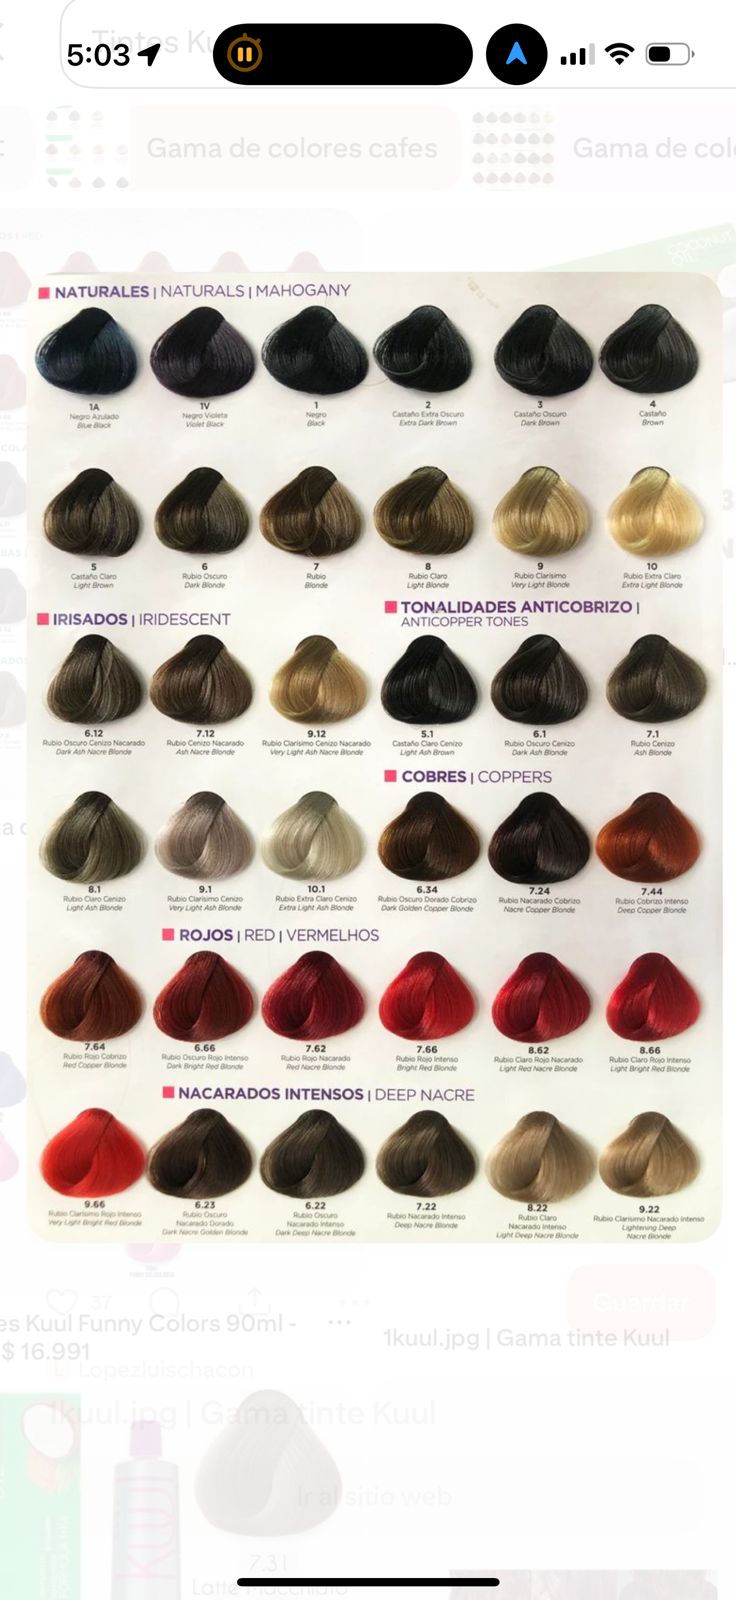 5:03
Tintes Ku
Gama de colores cafes
Gama de col
NATURALES | NATURALS | MAHOGANY
1A
Negro Azulado
Blue Black
1V
Negro Violeta
Violet Black
1
Negro
Black
2
Castaño Extra Oscuro
Extra Dark Brown
3
Castaño Oscuro
Dark Brown
4
Castaño
Brown
5
Castaño Claro
Light Brown
6
Rubio Oscuro
Dark Blonde
7
Rubio
Blonde
8
Rubio Claro
Light Blonde
9
Rubio Clarísimo
Very Light Blonde
10
Rubio Extra Claro
Extra Light Blonde
IRISADOS | IRIDESCENT
TONALIDADES ANTICOBRIZO |
ANTICOPPER TONES
6.12
Rubio Oscuro Cenizo Nacarado
Dark Ash Nacre Blonde
7.12
Rubio Cenizo Nacarado
Ash Nacre Blonde
9.12
Rubio Clarísimo Cenizo Nacarado
Very Light Ash Nacre Blonde
5.1
Castaño Claro Cenizo
Light Ash Brown
6.1
Rubio Oscuro Cenizo
Dark Ash Blonde
7.1
Rubio Cenizo
Ash Blonde
COBRES | COPPERS
8.1
Rubio Claro Cenizo
Light Ash Blonde
9.1
Rubio Clarísimo Cenizo
Very Light Ash Blonde
10.1
Rubio Extra Claro Cenizo
Extra Light Ash Blonde
6.34
Rubio Oscuro Dorado Cobrizo
Dark Golden Copper Blonde
7.24
Rubio Nacarado Cobrizo
Nacre Copper Blonde
7.44
Rubio Cobrizo Intenso
Deep Copper Blonde
ROJOS | RED | VERMELHOS
7.64
Rubio Rojo Cobrizo
Red Copper Blonde
6.66
Rubio Oscuro Rojo Intenso
Dark Bright Red Blonde
7.62
Rubio Rojo Nacarado
Red Nacre Blonde
7.66
Rubio Rojo Intenso
Bright Red Blonde
8.62
Rubio Claro Rojo Nacarado
Light Red Nacre Blonde
8.66
Rubio Claro Rojo Intenso
Light Bright Red Blonde
NACARADOS INTENSOS | DEEP NACRE
9.66
Rubio Clarísimo Rojo Intenso
Very Light Bright Red Blonde
6.23
Rubio Oscuro
Nacarado Dorado
Dark Nacre Golden Blonde
6.22
Rubio Oscuro
Nacarado Intenso
Dark Deep Nacre Blonde
7.22
Rubio Nacarado Intenso
Deep Nacre Blonde
8.22
Rubio Claro
Nacarado Intenso
Light Deep Nacre Blonde
9.22
Rubio Clarísimo Nacarado Intenso
Lightening Deep
Nacre Blonde
37
Guardar
es Kuul Funny Colors 90ml -
$ 16.991
1kuul.jpg | Gama tinte Kuul
Lopezluischacon
1kuul.jpg | Gama tinte Kuul
Ir al sitio web
KUUL
7.31
Latte Macchiato